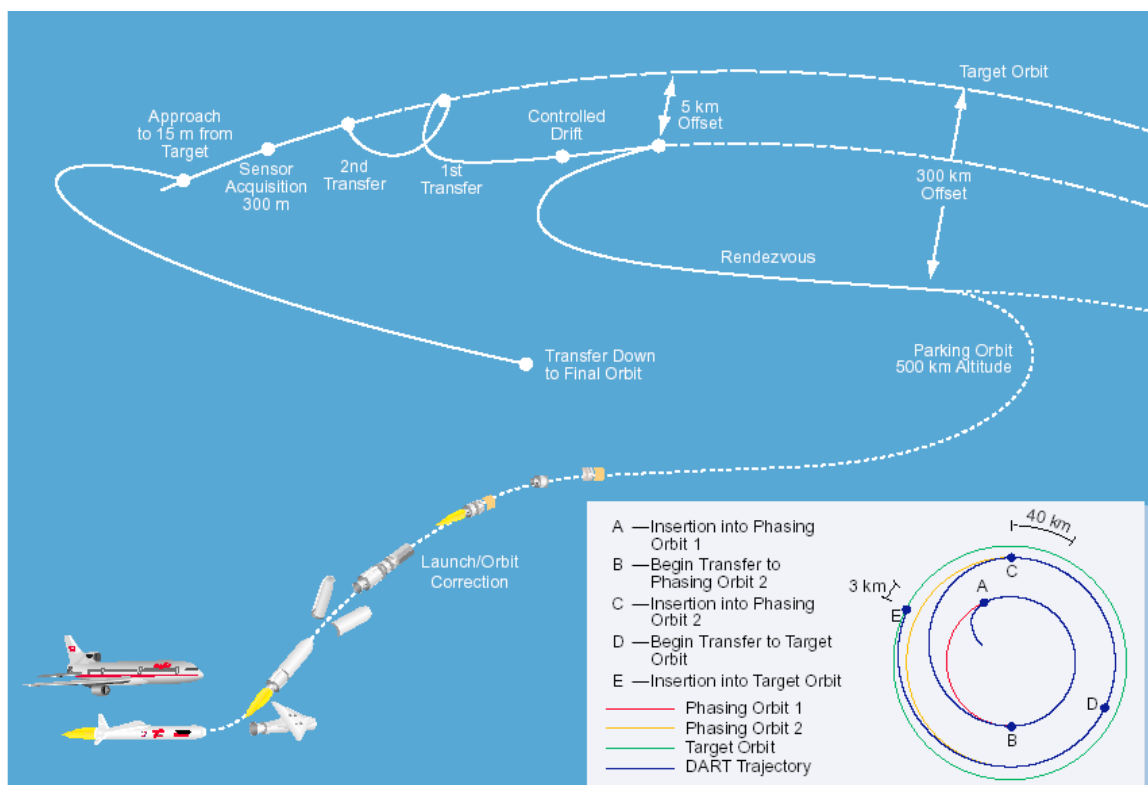 Target Orbit
Approach
to 15 m from
Target
5 km
Offset
Controlled
Drift
Sensor
Acquisition
300 m
2nd
Transfer
1st
Transfer
300 km
Offset
Rendezvous
Transfer Down
to Final Orbit
Parking Orbit
500 km Altitude
Launch/Orbit
Correction
A —Insertion into Phasing
Orbit 1
B —Begin Transfer to
Phasing Orbit 2
C —Insertion into Phasing
Orbit 2
D —Begin Transfer to Target
Orbit
E —Insertion into Target Orbit
Phasing Orbit 1
Phasing Orbit 2
Target Orbit
DART Trajectory
40 km
C
A
3 km
E
D
B